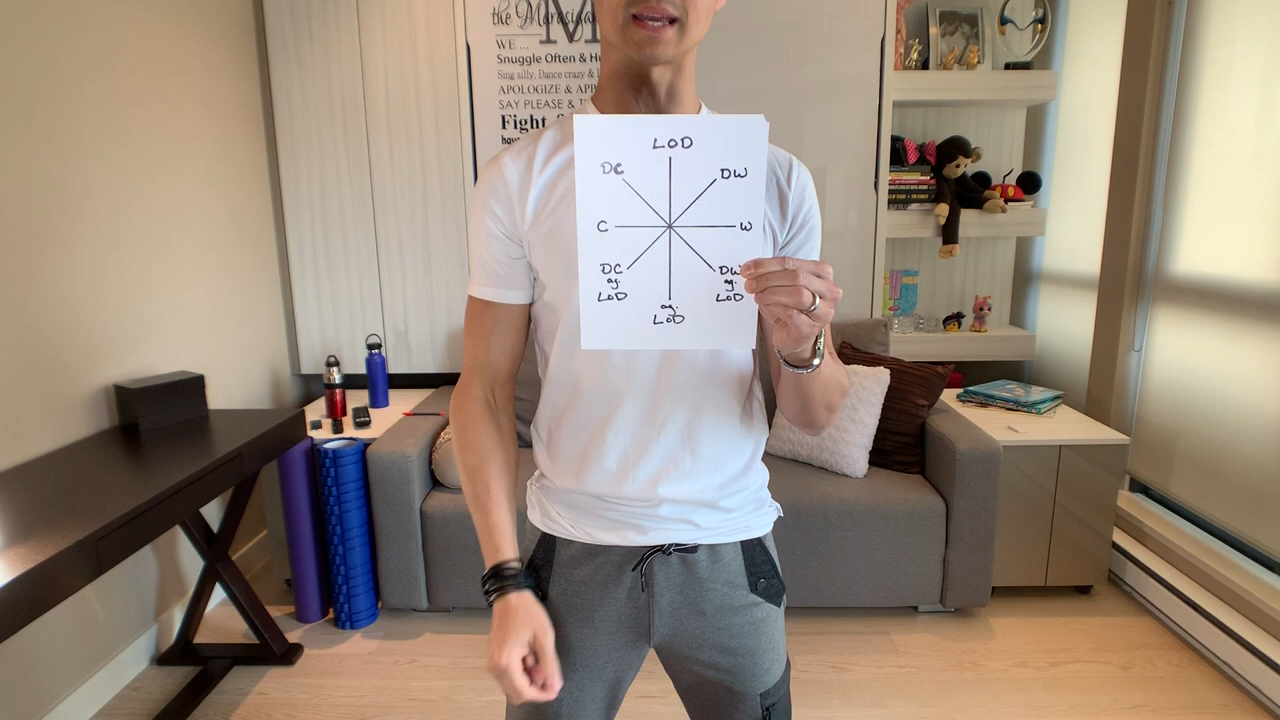 the Marasigan
M
WE ...
Snuggle Often &
Sing silly, Dance crazy &
APOLOGIZE &
SAY PLEASE &
Fight
LOD
DC
DW
C
W
DC
ag.
LOD
DW
ag.
LOD
ag.
LOD